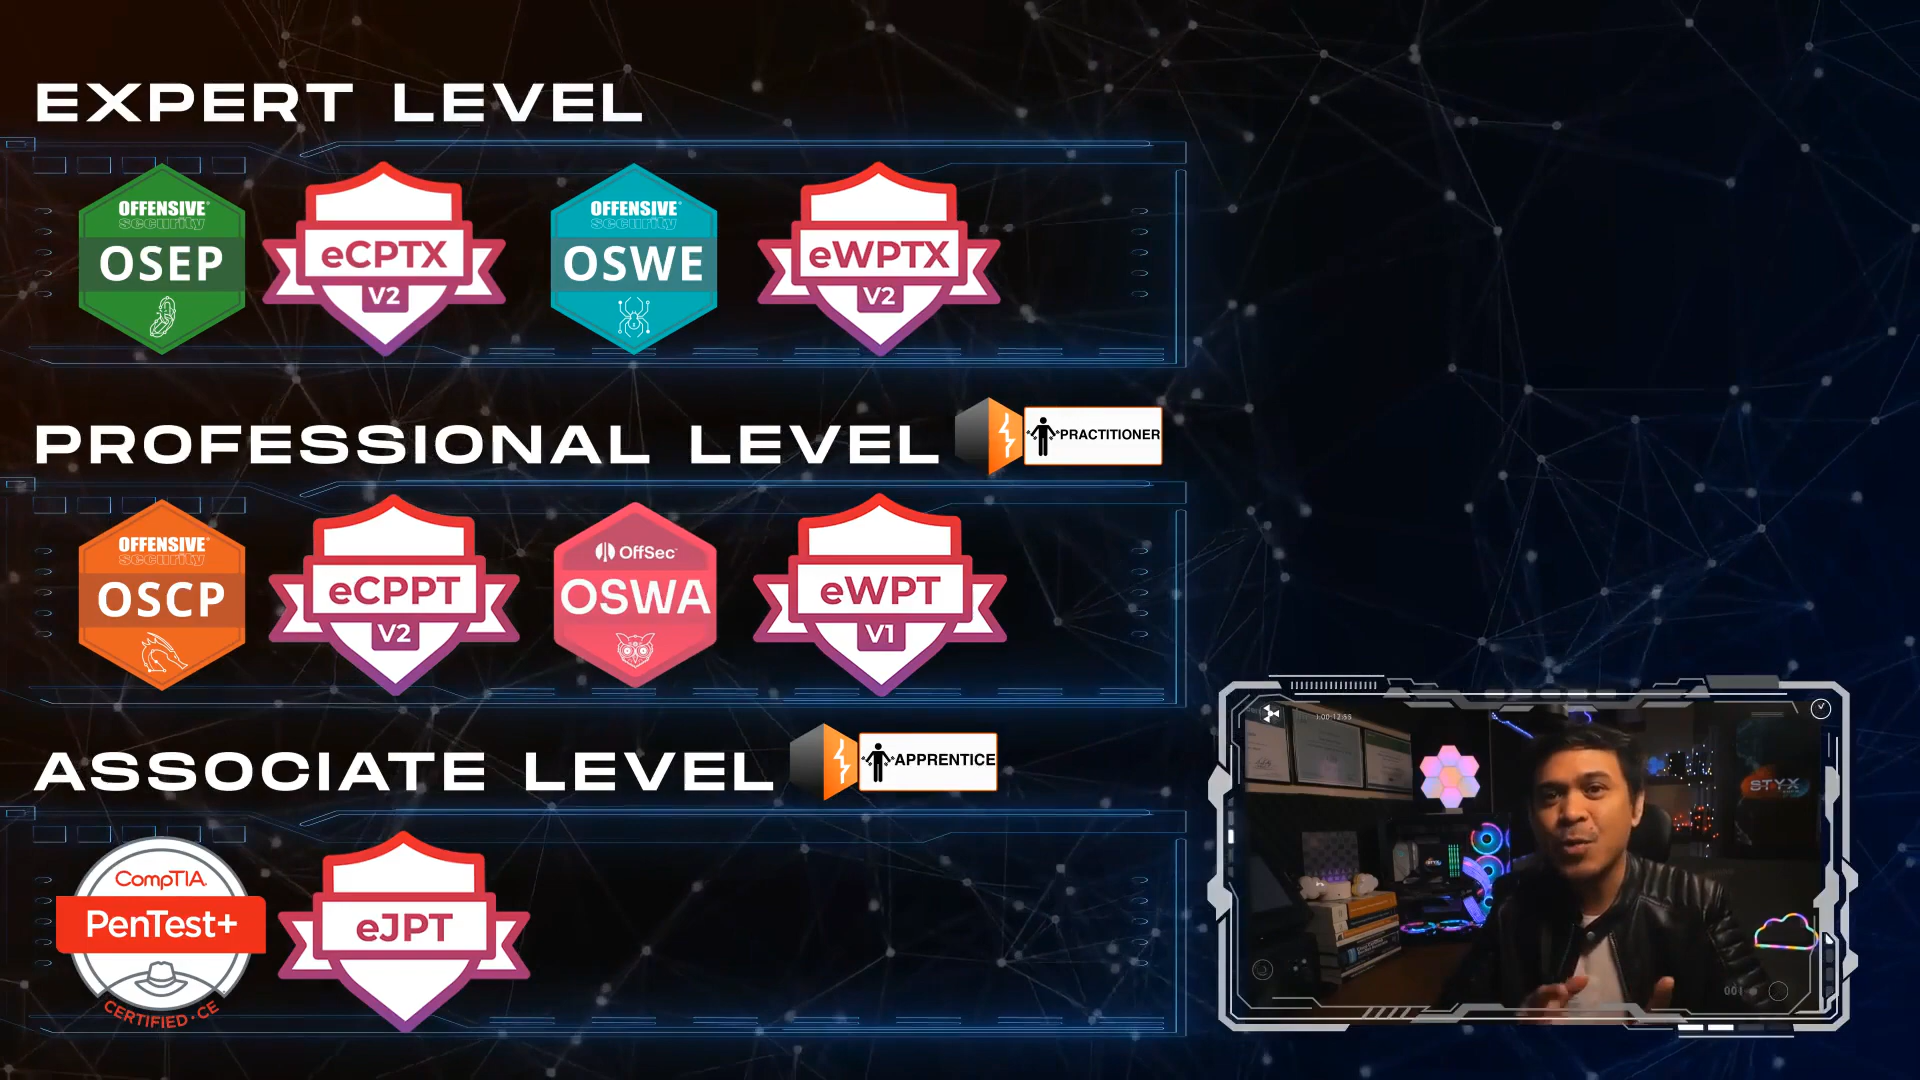 EXPERT LEVEL
OFFENSIVE
security
OSEP
eCPTX
V2
OFFENSIVE
security
OSWE
eWPTX
V2
PROFESSIONAL LEVEL
PRACTITIONER
OFFENSIVE
security
OSCP
eCPPT
V2
OffSec
OSWA
eWPT
V1
ASSOCIATE LEVEL
APPRENTICE
CompTIA
PenTest+
CERTIFIED · CE
eJPT
STYX
001